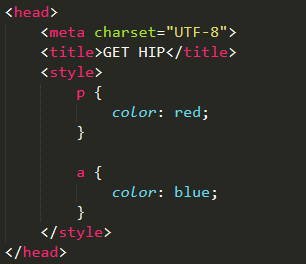 <head>
    <meta charset="UTF-8">
    <title>GET HIP</title>
    <style>
        p {
            color: red;
        }

        a {
            color: blue;
        }
    </style>
</head>